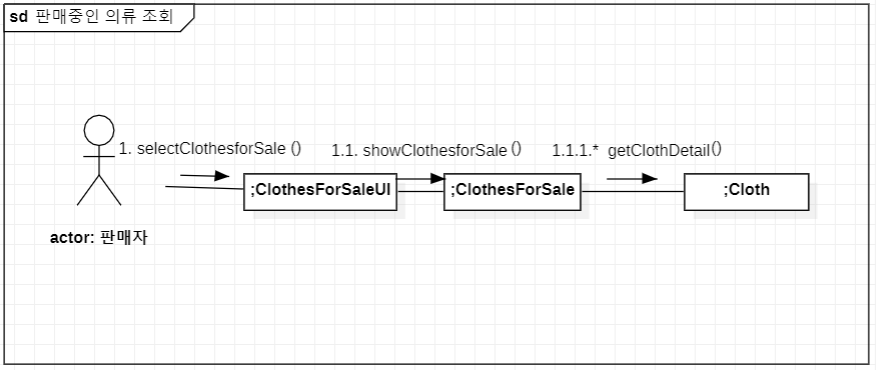 sd 판매중인 의류 조회
1. selectClothesforSale ()
1.1. showClothesforSale ()
1.1.1.* getClothDetail()
;ClothesForSaleUI
;ClothesForSale
;Cloth
actor: 판매자